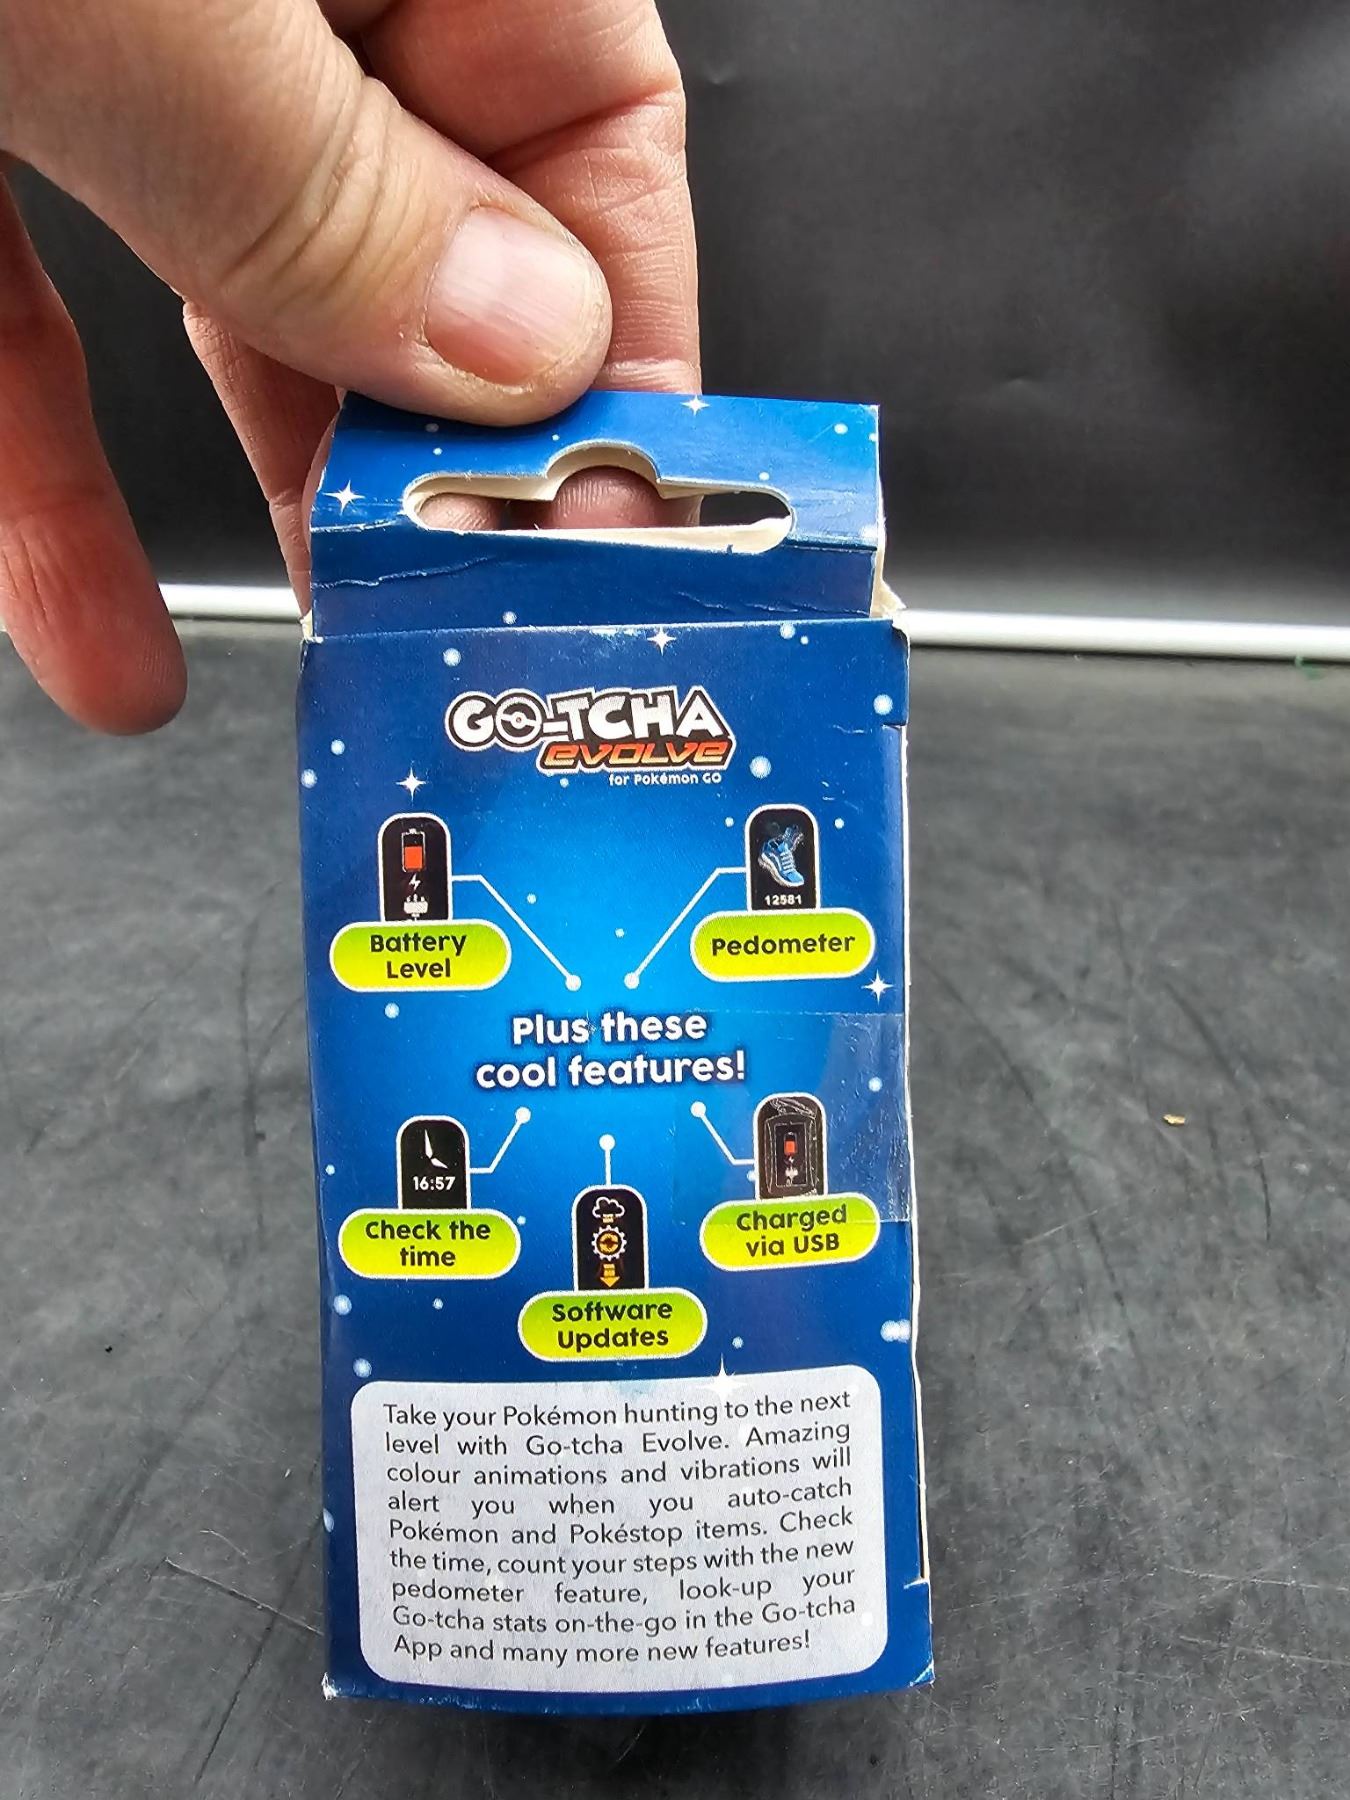 GO-TCHA
evolve
for Pokémon GO
12581
Battery
Level
Pedometer
Plus these
cool features!
16:57
Check the
time
Charged
via USB
Software
Updates
Take your Pokémon hunting to the next
level with Go-tcha Evolve. Amazing
colour animations and vibrations will
alert you when you auto-catch
Pokémon and Pokéstop items. Check
the time, count your steps with the new
pedometer feature, look-up your
Go-tcha stats on-the-go in the Go-tcha
App and many more new features!